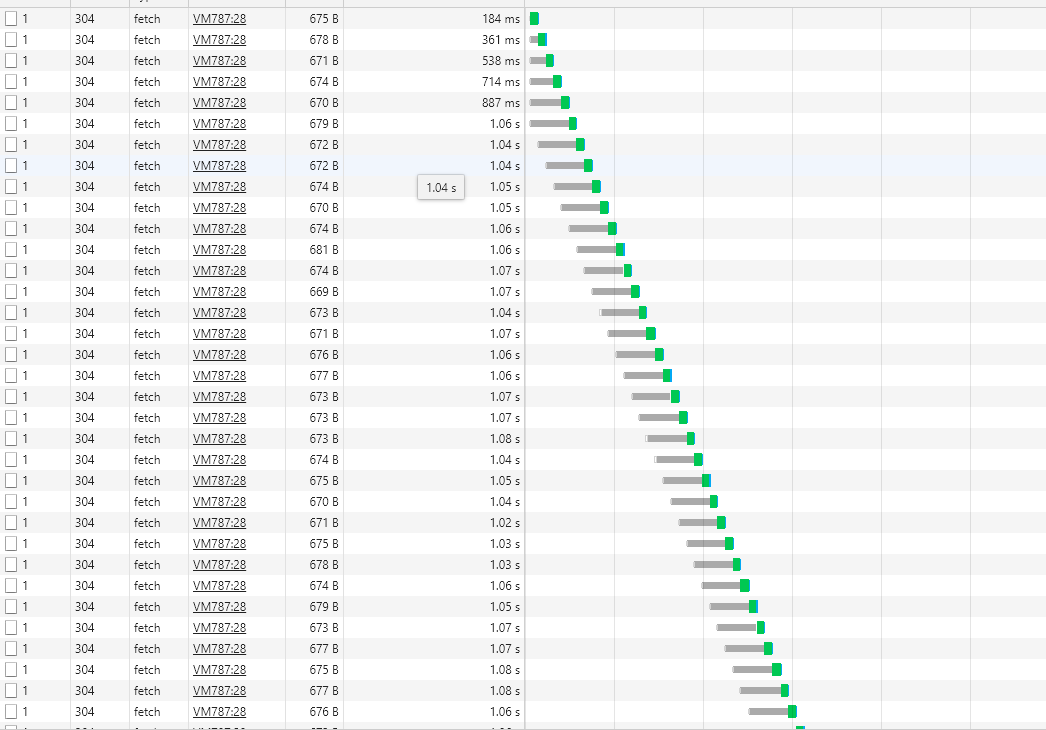 1 304 fetch VM787:28 675 B 184 ms
1 304 fetch VM787:28 678 B 361 ms
1 304 fetch VM787:28 671 B 538 ms
1 304 fetch VM787:28 674 B 714 ms
1 304 fetch VM787:28 670 B 887 ms
1 304 fetch VM787:28 679 B 1.06 s
1 304 fetch VM787:28 672 B 1.04 s
1 304 fetch VM787:28 672 B 1.04 s
1 304 fetch VM787:28 674 B 1.04 s 1.05 s
1 304 fetch VM787:28 670 B 1.05 s
1 304 fetch VM787:28 674 B 1.06 s
1 304 fetch VM787:28 681 B 1.06 s
1 304 fetch VM787:28 674 B 1.07 s
1 304 fetch VM787:28 669 B 1.07 s
1 304 fetch VM787:28 673 B 1.04 s
1 304 fetch VM787:28 671 B 1.07 s
1 304 fetch VM787:28 676 B 1.06 s
1 304 fetch VM787:28 677 B 1.06 s
1 304 fetch VM787:28 673 B 1.07 s
1 304 fetch VM787:28 673 B 1.07 s
1 304 fetch VM787:28 673 B 1.08 s
1 304 fetch VM787:28 674 B 1.04 s
1 304 fetch VM787:28 675 B 1.05 s
1 304 fetch VM787:28 670 B 1.04 s
1 304 fetch VM787:28 671 B 1.02 s
1 304 fetch VM787:28 675 B 1.03 s
1 304 fetch VM787:28 678 B 1.03 s
1 304 fetch VM787:28 674 B 1.06 s
1 304 fetch VM787:28 679 B 1.05 s
1 304 fetch VM787:28 673 B 1.07 s
1 304 fetch VM787:28 677 B 1.07 s
1 304 fetch VM787:28 675 B 1.08 s
1 304 fetch VM787:28 677 B 1.08 s
1 304 fetch VM787:28 676 B 1.06 s